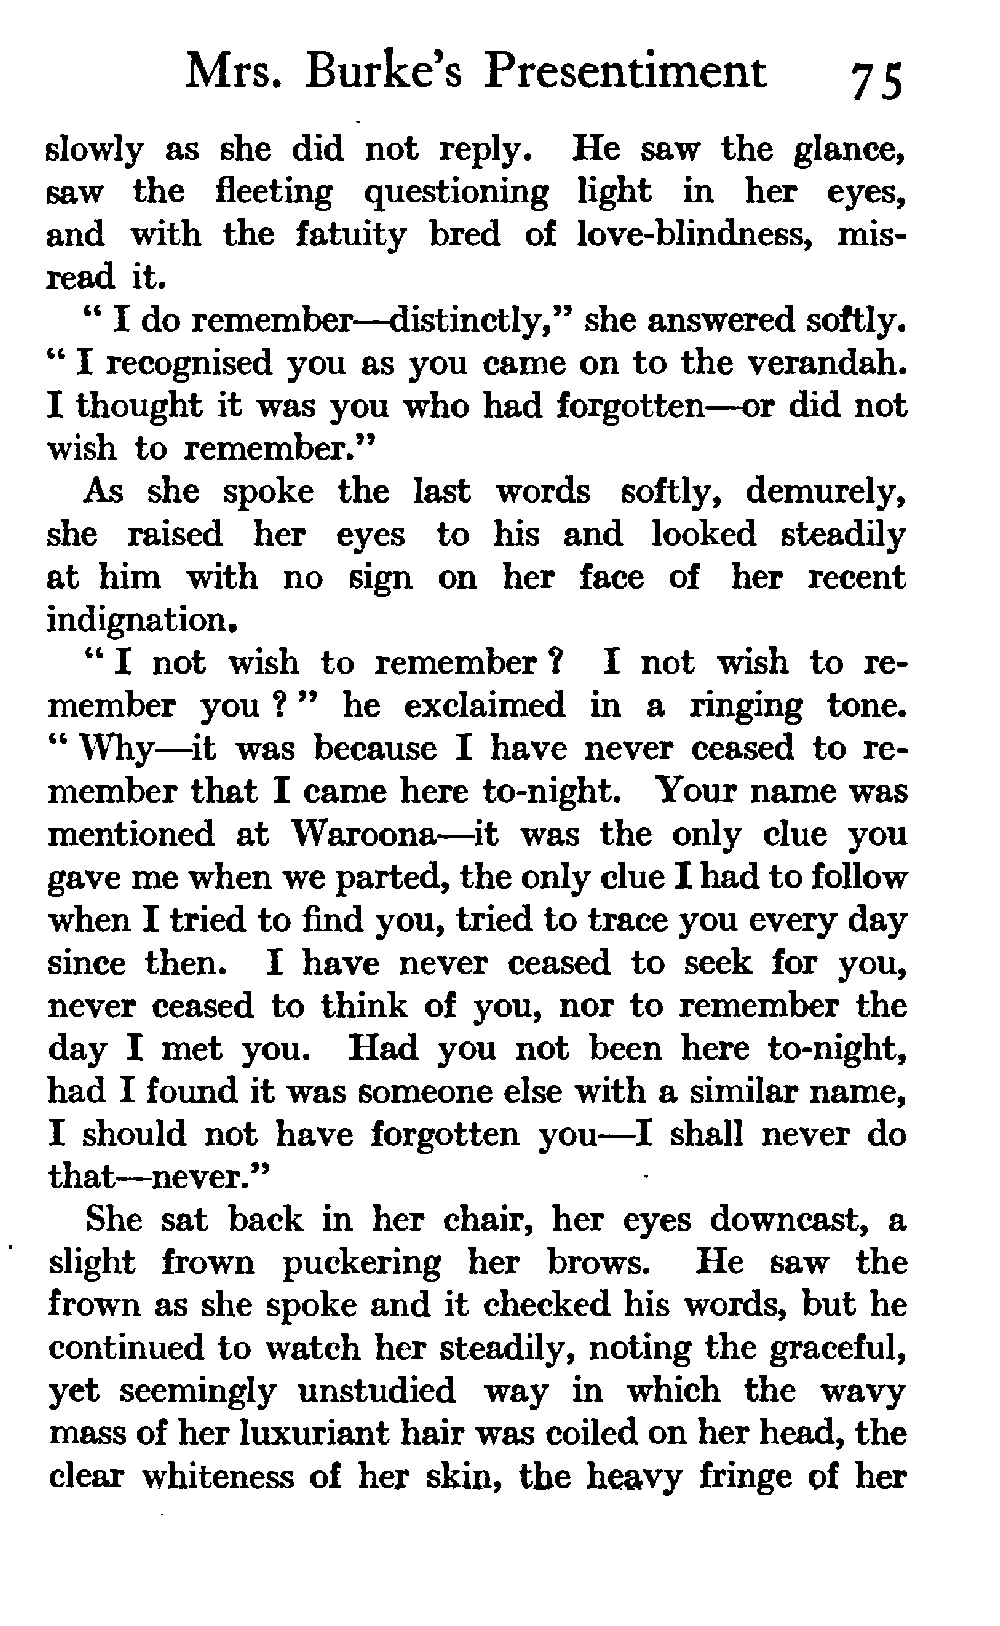 Mrs. Burke's Presentiment 75
slowly as she did not reply. He saw the glance,
saw the fleeting questioning light in her eyes,
and with the fatuity bred of love-blindness, mis-
read it.
" I do remember—distinctly," she answered softly.
" I recognised you as you came on to the verandah.
I thought it was you who had forgotten—or did not
wish to remember."
As she spoke the last words softly, demurely,
she raised her eyes to his and looked steadily
at him with no sign on her face of her recent
indignation.
" I not wish to remember ? I not wish to re-
member you ? " he exclaimed in a ringing tone.
" Why—it was because I have never ceased to re-
member that I came here to-night. Your name was
mentioned at Waroona—it was the only clue you
gave me when we parted, the only clue I had to follow
when I tried to find you, tried to trace you every day
since then. I have never ceased to seek for you,
never ceased to think of you, nor to remember the
day I met you. Had you not been here to-night,
had I found it was someone else with a similar name,
I should not have forgotten you—I shall never do
that—never."
She sat back in her chair, her eyes downcast, a
slight frown puckering her brows. He saw the
frown as she spoke and it checked his words, but he
continued to watch her steadily, noting the graceful,
yet seemingly unstudied way in which the wavy
mass of her luxuriant hair was coiled on her head, the
clear whiteness of her skin, the heavy fringe of her